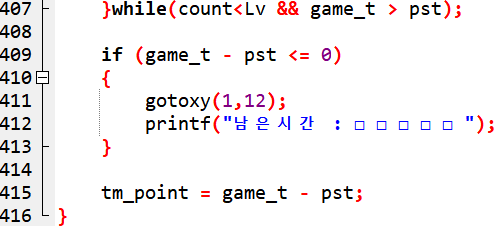 407 }while(count<Lv && game_t > pst);
408
409 if (game_t - pst <= 0)
410 {
411 gotoxy(1,12);
412 printf("남은시간 : □ □ □ □ □ ");
413 }
414
415 tm_point = game_t - pst;
416 }